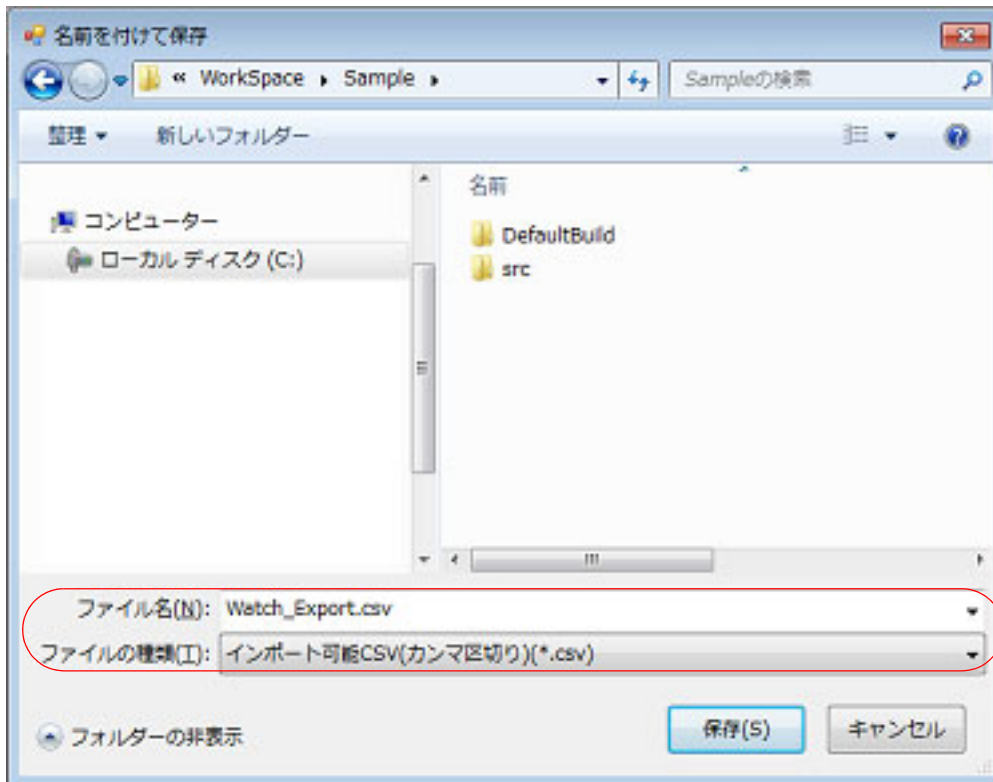 名前を付けて保存
« WorkSpace ▸ Sample ▸ Sampleの検索
整理 ▼ 新しいフォルダー
名前
コンピューター
ローカル ディスク (C:)
DefaultBuild
src
ファイル名(N): Watch_Export.csv
ファイルの種類(T): インポート可能CSV(カンマ区切り)(*.csv)
フォルダーの非表示
保存(S) キャンセル